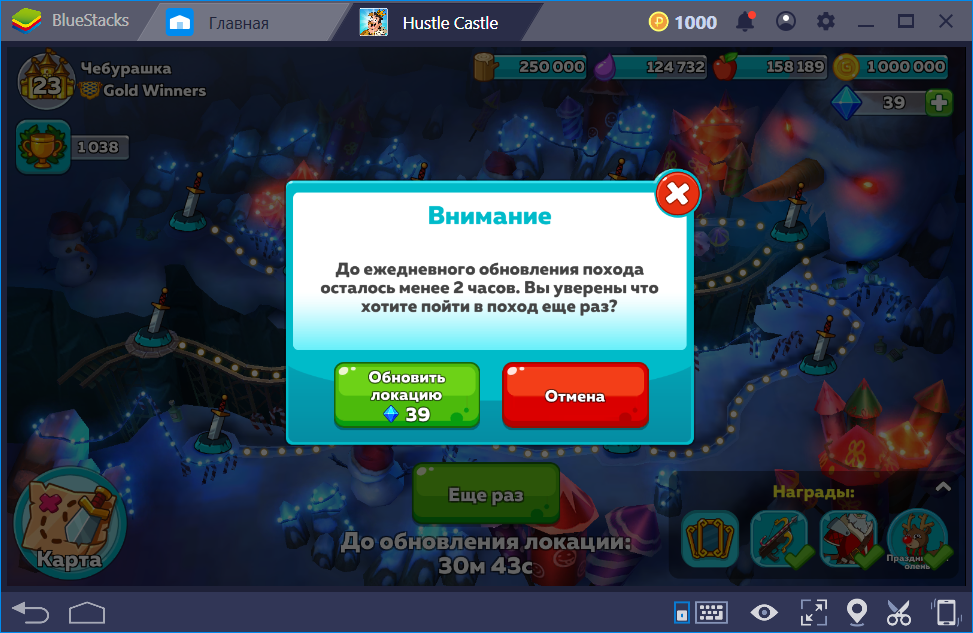 BlueStacks
Главная
Hustle Castle
1000
23
Чебурашка
Gold Winners
250 000
124 732
158 189
1 000 000
39
1 038
Внимание
До ежедневного обновления похода
осталось менее 2 часов. Вы уверены что
хотите пойти в поход еще раз?
Обновить
локацию
39
Отмена
Еще раз
До обновления локации:
30м 43с
Карта
Награды:
олень